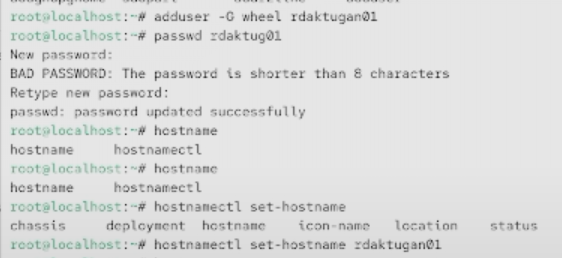 root@localhost:~# adduser -G wheel rdaktugan01
root@localhost:~# passwd rdaktug01
New password:
BAD PASSWORD: The password is shorter than 8 characters
Retype new password:
passwd: password updated successfully
root@localhost:~# hostname
hostname hostnamectl
root@localhost:~# hostname
hostname hostnamectl
root@localhost:~# hostnamectl set-hostname
chassis deployment hostname icon-name location status
root@localhost:~# hostnamectl set-hostname rdaktugan01